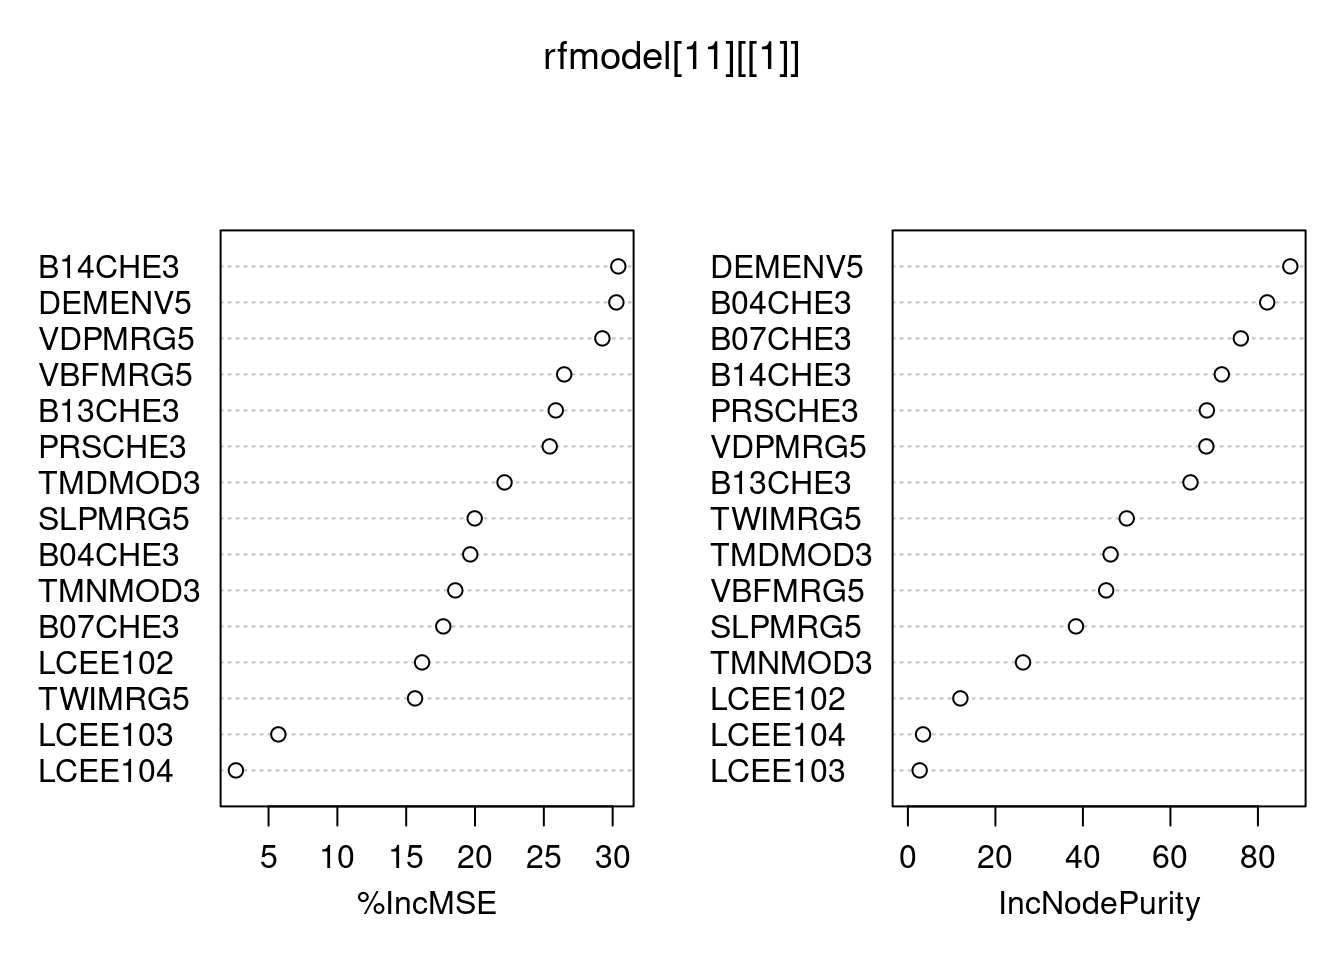 rfmodel[11][[1]]
B14CHE3
DEMENV5
VDPMRG5
VBFMRG5
B13CHE3
PRSCHE3
TMDMOD3
SLPMRG5
B04CHE3
TMNMOD3
B07CHE3
LCEE102
TWIMRG5
LCEE103
LCEE104
5 10 15 20 25 30
%IncMSE
DEMENV5
B04CHE3
B07CHE3
B14CHE3
PRSCHE3
VDPMRG5
B13CHE3
TWIMRG5
TMDMOD3
VBFMRG5
SLPMRG5
TMNMOD3
LCEE102
LCEE104
LCEE103
0 20 40 60 80
IncNodePurity